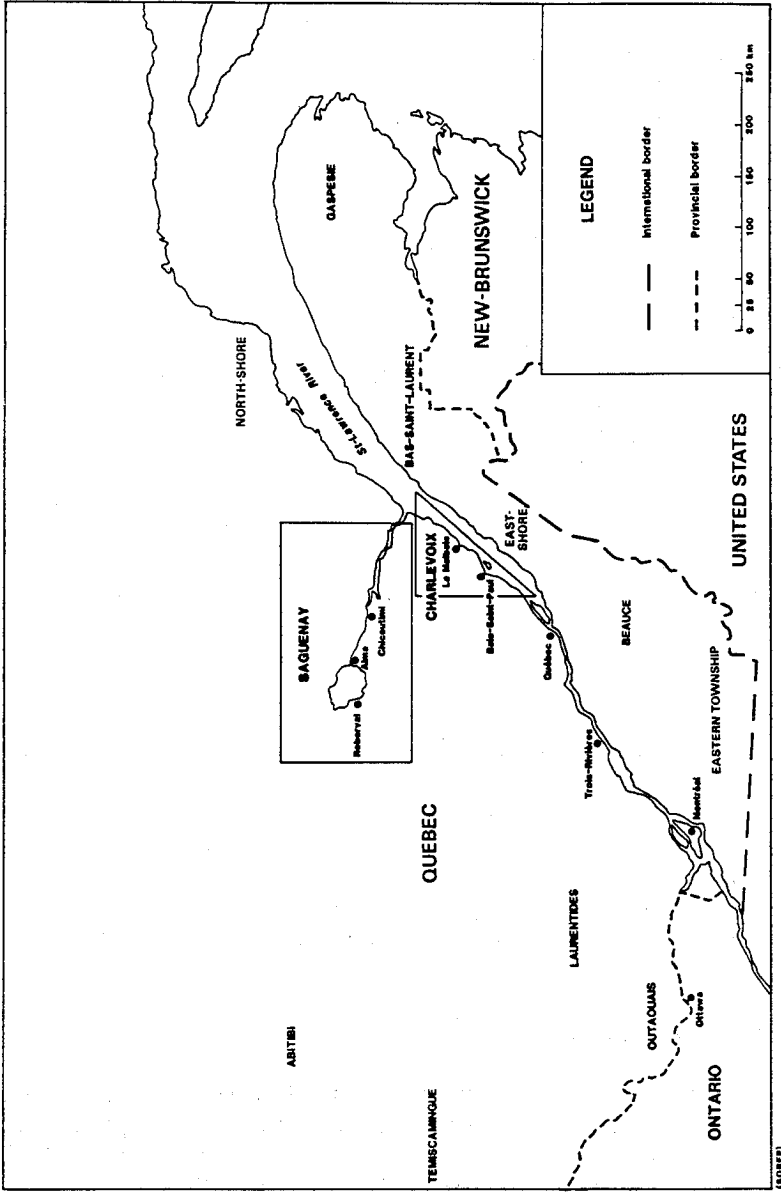 NORTH-SHORE
GASPESIE
St-Lawrence River
BAS-SAINT-LAURENT
NEW-BRUNSWICK
SAGUENAY
Roberval
Alma
Chicoutimi
CHARLEVOIX
La Malbaie
Baie-Saint-Paul
EAST-
SHORE
Québec
BEAUCE
UNITED STATES
QUEBEC
Trois-Rivières
EASTERN TOWNSHIP
Montréal
LAURENTIDES
ABITIBI
TEMISCAMINGUE
OUTAOUAIS
Ottawa
ONTARIO
LEGEND
International border
Provincial border
0 25 50 100 150 200 250 km